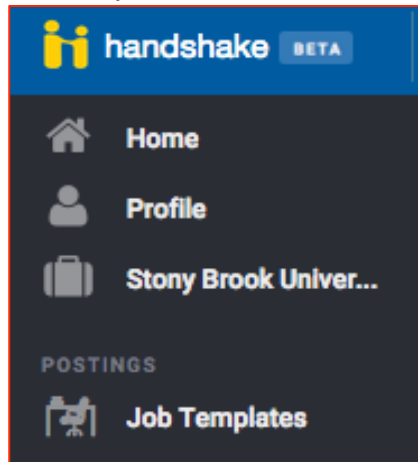 handshake BETA
Home
Profile
Stony Brook Univer...
POSTINGS
Job Templates